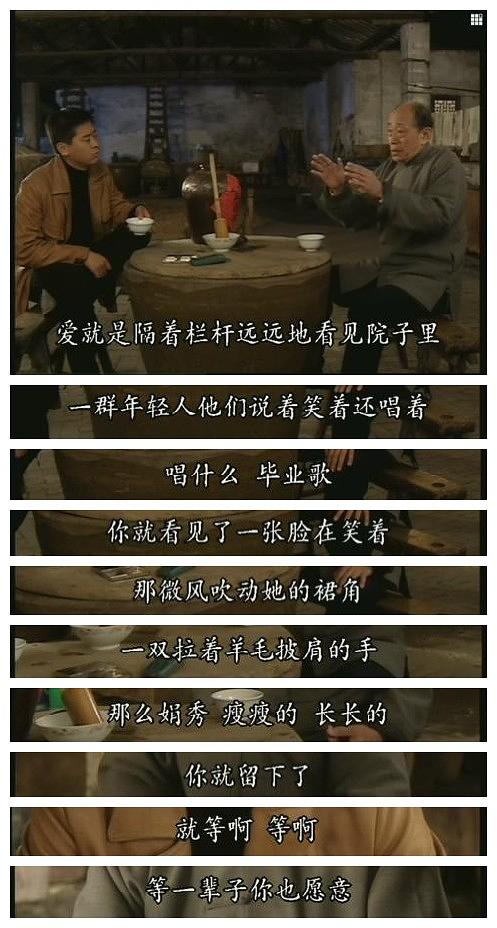 爱就是隔着栏杆远远地看见院子里
一群年轻人他们说着笑着还唱着
唱什么 毕业歌
你就看见了一张脸在笑着
那微风吹动她的裙角
一双拉着羊毛披肩的手
那么娟秀 瘦瘦的 长长的
你就留下了
就等啊 等啊
等一辈子你也愿意